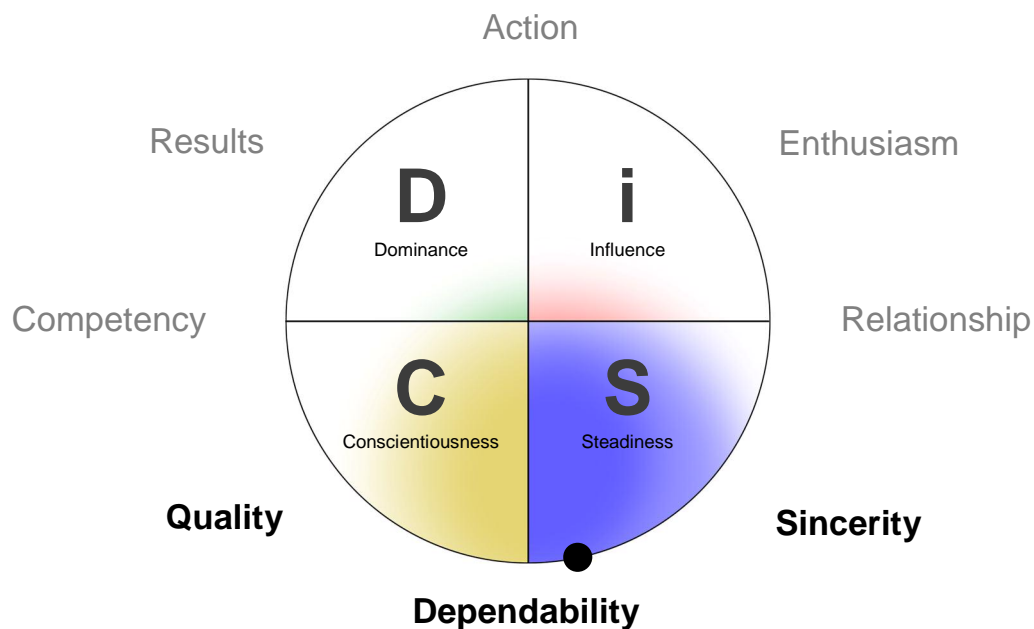 Action
Results
Enthusiasm
D
i
Dominance
Influence
Competency
Relationship
C
S
Conscientiousness
Steadiness
Quality
Sincerity
Dependability